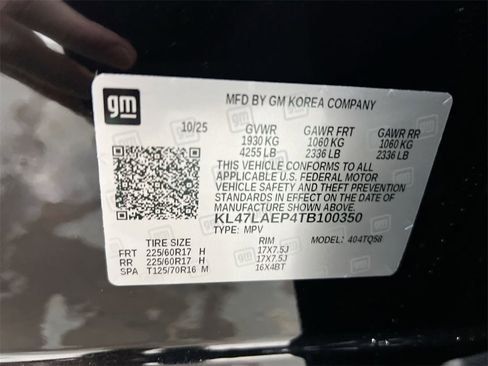 gm
MFD BY GM KOREA COMPANY
10/25 GVWR GAWR FRT GAWR RR
1930 KG 1060 KG 1060 KG
4255 LB 2336 LB 2336 LB
THIS VEHICLE CONFORMS TO ALL
APPLICABLE U.S. FEDERAL MOTOR
VEHICLE SAFETY AND THEFT PREVENTION
STANDARDS IN EFFECT ON THE DATE OF
MANUFACTURE SHOWN ABOVE.
KL47LAEP4TB100350
TYPE: MPV MODEL: 404TQ58
TIRE SIZE RIM
FRT 225/60R17 H 17X7.5J
RR 225/60R17 H 17X7.5J
SPA T125/70R16 M 16X4BT